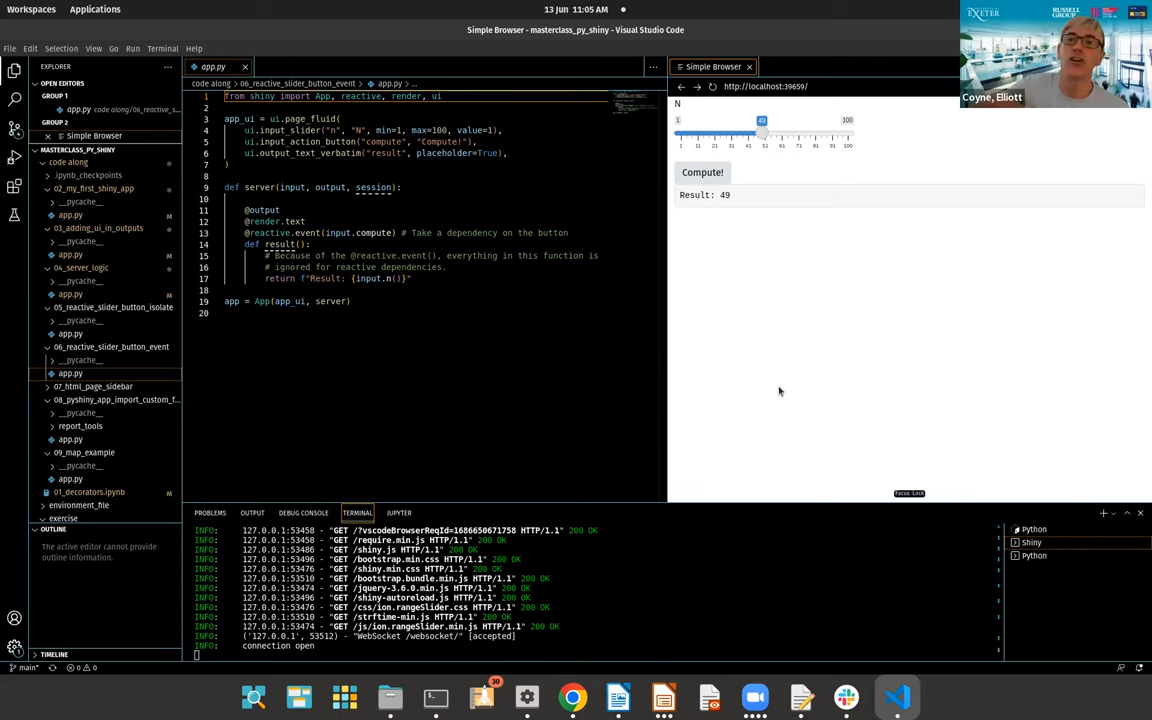 Workspaces Applications 13 Jun 11:05 AM
Simple Browser - masterclass_py_shiny - Visual Studio Code
File Edit Selection View Go Run Terminal Help
EXETER RUSSELL GROUP
Coyne, Elliott
EXPLORER
OPEN EDITORS
GROUP 1
app.py code along/06_reactive_s...
GROUP 2
Simple Browser
MASTERCLASS_PY_SHINY
code along
.ipynb_checkpoints
02_my_first_shiny_app
__pycache__
app.py M
03_adding_ui_in_outputs
__pycache__
app.py M
04_server_logic
__pycache__
app.py M
05_reactive_slider_button_isolate
__pycache__
app.py
06_reactive_slider_button_event
__pycache__
app.py
07_html_page_sidebar
08_pyshiny_app_import_custom_f...
__pycache__
report_tools
app.py
09_map_example
__pycache__
app.py
01_decorators.ipynb M
environment_file
exercise
OUTLINE
The active editor cannot provide
outline information.
TIMELINE
app.py
code along > 06_reactive_slider_button_event > app.py > ...
1 from shiny import App, reactive, render, ui
2
3 app_ui = ui.page_fluid(
4 ui.input_slider("n", "N", min=1, max=100, value=1),
5 ui.input_action_button("compute", "Compute!"),
6 ui.output_text_verbatim("result", placeholder=True),
7 )
8
9 def server(input, output, session):
10
11 @output
12 @render.text
13 @reactive.event(input.compute) # Take a dependency on the button
14 def result():
15 # Because of the @reactive.event(), everything in this function is
16 # ignored for reactive dependencies.
17 return f"Result: {input.n()}"
18
19 app = App(app_ui, server)
20
Simple Browser
http://localhost:39659/
N
1 49 100
1 11 21 31 41 51 61 71 81 91 100
Compute!
Result: 49
Focus Lock
PROBLEMS OUTPUT DEBUG CONSOLE TERMINAL JUPYTER
INFO: 127.0.0.1:53458 - "GET /?vscodeBrowserReqId=1686650671758 HTTP/1.1" 200 OK
INFO: 127.0.0.1:53458 - "GET /require.min.js HTTP/1.1" 200 OK
INFO: 127.0.0.1:53486 - "GET /shiny.js HTTP/1.1" 200 OK
INFO: 127.0.0.1:53496 - "GET /bootstrap.min.css HTTP/1.1" 200 OK
INFO: 127.0.0.1:53476 - "GET /shiny.min.css HTTP/1.1" 200 OK
INFO: 127.0.0.1:53510 - "GET /bootstrap.bundle.min.js HTTP/1.1" 200 OK
INFO: 127.0.0.1:53474 - "GET /jquery-3.6.0.min.js HTTP/1.1" 200 OK
INFO: 127.0.0.1:53496 - "GET /shiny-autoreload.js HTTP/1.1" 200 OK
INFO: 127.0.0.1:53476 - "GET /css/ion.rangeSlider.css HTTP/1.1" 200 OK
INFO: 127.0.0.1:53510 - "GET /strftime-min.js HTTP/1.1" 200 OK
INFO: 127.0.0.1:53474 - "GET /js/ion.rangeSlider.min.js HTTP/1.1" 200 OK
INFO: ('127.0.0.1', 53512) - "WebSocket /websocket/" [accepted]
INFO: connection open
Python
Shiny
Python
main* 0 0
30